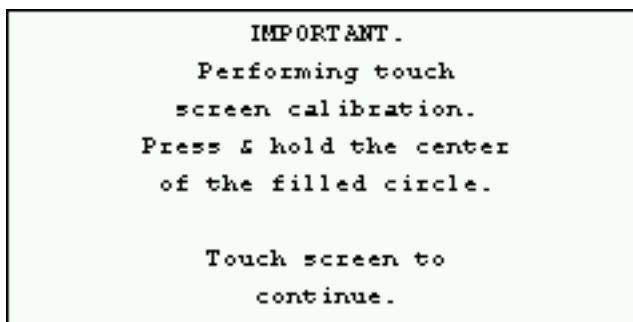 IMPORTANT.
Performing touch
screen calibration.
Press & hold the center
of the filled circle.
Touch screen to
continue.